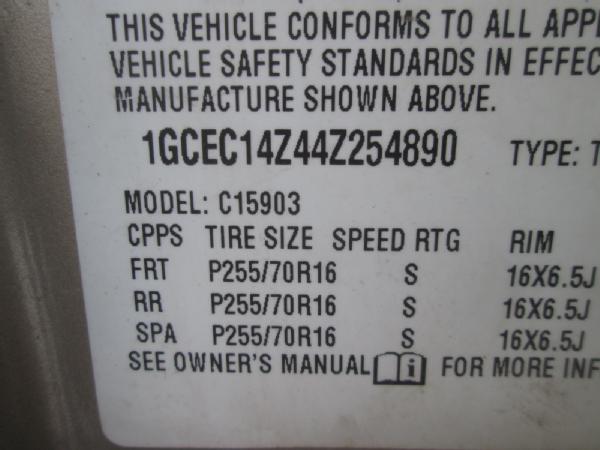 THIS VEHICLE CONFORMS TO ALL APPL
VEHICLE SAFETY STANDARDS IN EFFEC
MANUFACTURE SHOWN ABOVE.
1GCEC14Z44Z254890 TYPE: T
MODEL: C15903
CPPS TIRE SIZE SPEED RTG RIM
FRT P255/70R16 S 16X6.5J
RR P255/70R16 S 16X6.5J
SPA P255/70R16 S 16X6.5J
SEE OWNER'S MANUAL i FOR MORE INF